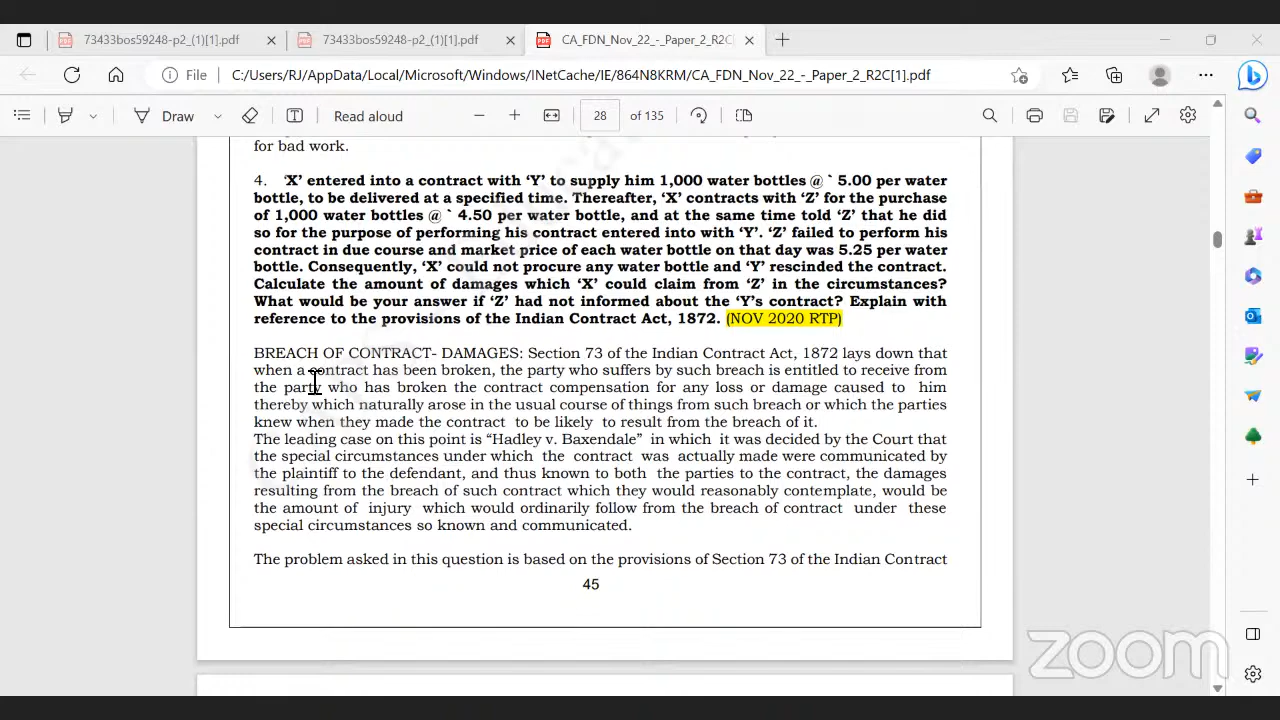 73433bos59248-p2_(1)[1].pdf
73433bos59248-p2_(1)[1].pdf
CA_FDN_Nov_22_-_Paper_2_R2C[
File
C:/Users/RJ/AppData/Local/Microsoft/Windows/INetCache/IE/864N8KRM/CA_FDN_Nov_22_-_Paper_2_R2C[1].pdf
Draw
Read aloud
28
of 135
for bad work.
4. 'X' entered into a contract with 'Y' to supply him 1,000 water bottles @ ` 5.00 per water
bottle, to be delivered at a specified time. Thereafter, 'X' contracts with 'Z' for the purchase
of 1,000 water bottles @ ` 4.50 per water bottle, and at the same time told 'Z' that he did
so for the purpose of performing his contract entered into with 'Y'. 'Z' failed to perform his
contract in due course and market price of each water bottle on that day was 5.25 per water
bottle. Consequently, 'X' could not procure any water bottle and 'Y' rescinded the contract.
Calculate the amount of damages which 'X' could claim from 'Z' in the circumstances?
What would be your answer if 'Z' had not informed about the 'Y's contract? Explain with
reference to the provisions of the Indian Contract Act, 1872. (NOV 2020 RTP)
BREACH OF CONTRACT- DAMAGES: Section 73 of the Indian Contract Act, 1872 lays down that
when a contract has been broken, the party who suffers by such breach is entitled to receive from
the party who has broken the contract compensation for any loss or damage caused to him
thereby which naturally arose in the usual course of things from such breach or which the parties
knew when they made the contract to be likely to result from the breach of it.
The leading case on this point is "Hadley v. Baxendale" in which it was decided by the Court that
the special circumstances under which the contract was actually made were communicated by
the plaintiff to the defendant, and thus known to both the parties to the contract, the damages
resulting from the breach of such contract which they would reasonably contemplate, would be
the amount of injury which would ordinarily follow from the breach of contract under these
special circumstances so known and communicated.
The problem asked in this question is based on the provisions of Section 73 of the Indian Contract
45
zoom